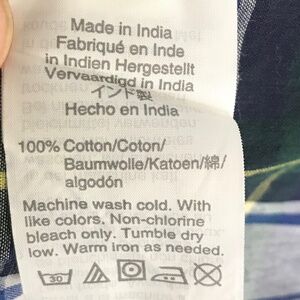 Made in India
Fabriqué en Inde
in Indien Hergestellt
Vervaardigd in India
インド製
Hecho en India
100% Cotton/Coton/
Baumwolle/Katoen/綿/
algodón
Machine wash cold. With
like colors. Non-chlorine
bleach only. Tumble dry
low. Warm iron as needed.
30